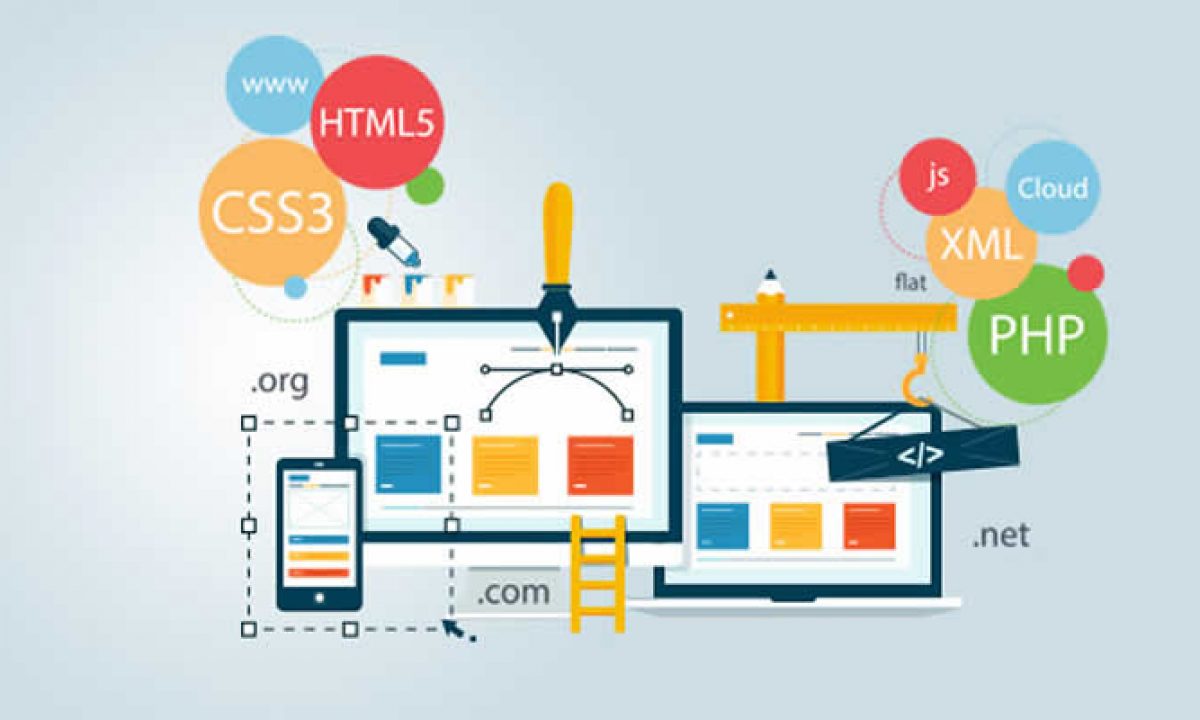 www
HTML5
CSS3
js
Cloud
XML
flat
PHP
.org
</>
.net
.com